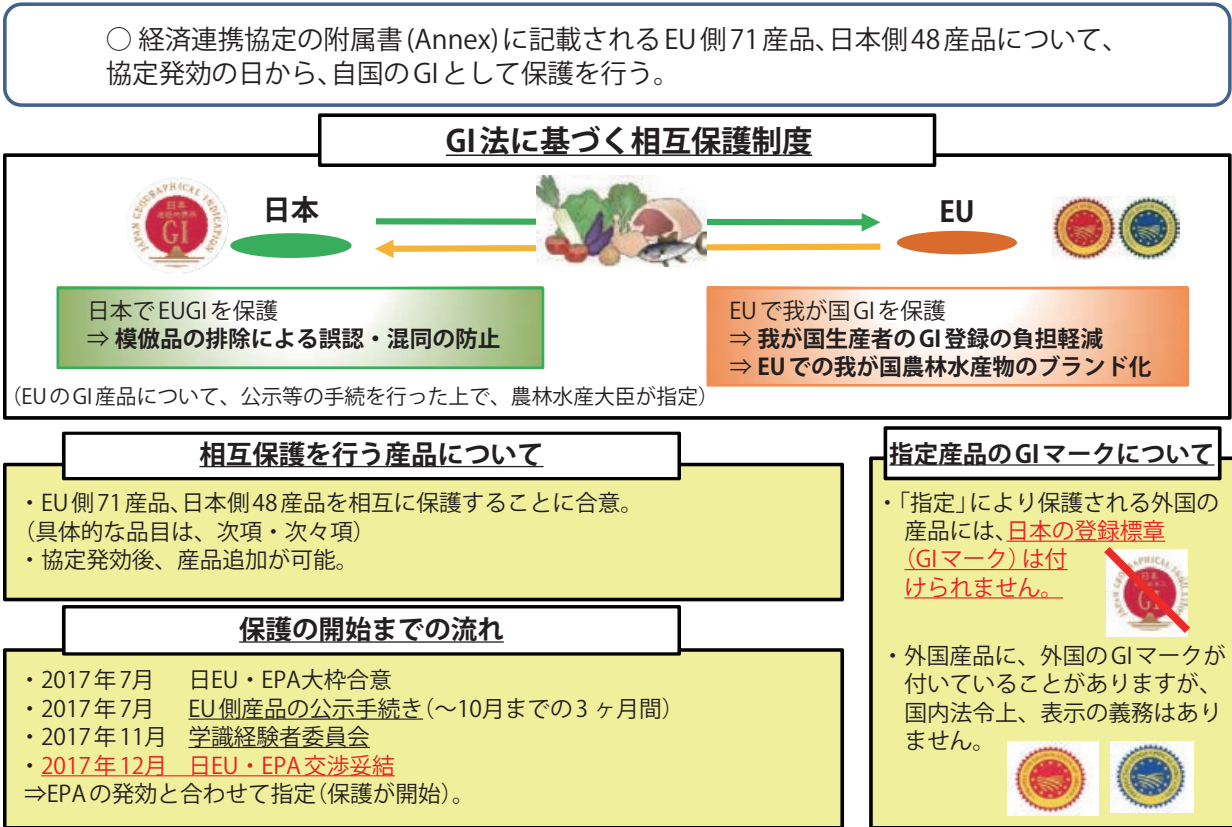 ○ 経済連携協定の附属書(Annex)に記載されるEU側71産品、日本側48産品について、
協定発効の日から、自国のGIとして保護を行う。
GI法に基づく相互保護制度
JAPAN GEOGRAPHICAL INDICATION
GI
日本
EU
日本でEUGIを保護
⇒ 模倣品の排除による誤認・混同の防止
EUで我が国GIを保護
⇒ 我が国生産者のGI登録の負担軽減
⇒ EUでの我が国農林水産物のブランド化
(EUのGI産品について、公示等の手続を行った上で、農林水産大臣が指定)
相互保護を行う産品について
・EU側71産品、日本側48産品を相互に保護することに合意。
(具体的な品目は、次項・次々項)
・協定発効後、産品追加が可能。
保護の開始までの流れ
・2017年7月 日EU・EPA大枠合意
・2017年7月 EU側産品の公示手続き(～10月までの3ヶ月間)
・2017年11月 学識経験者委員会
・2017年12月 日EU・EPA交渉妥結
⇒EPAの発効と合わせて指定(保護が開始)。
指定産品のGIマークについて
・「指定」により保護される外国の
産品には、日本の登録標章
(GIマーク)は付
けられません。
GI
・外国産品に、外国のGIマークが
付いていることがありますが、
国内法令上、表示の義務はあり
ません。